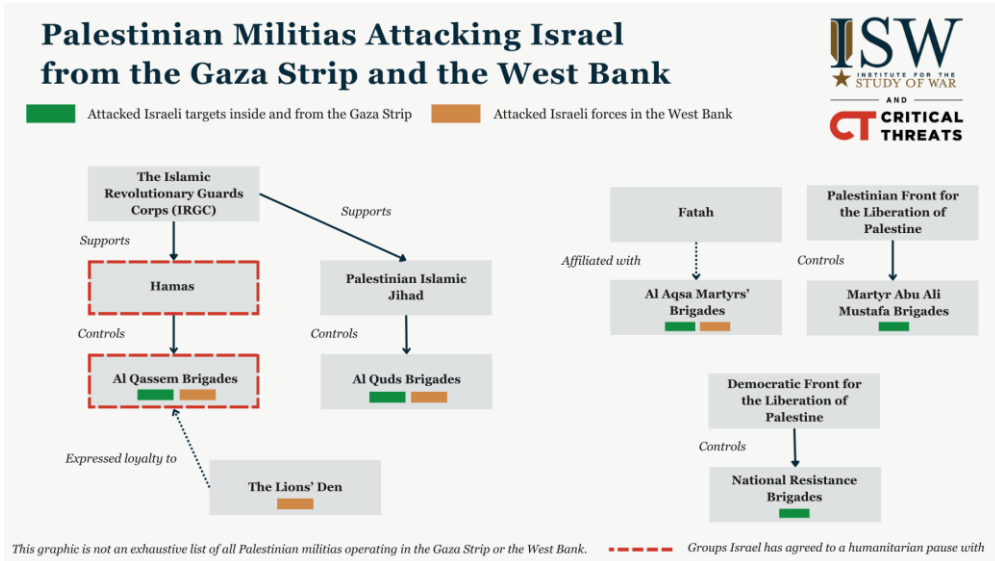 Palestinian Militias Attacking Israel
from the Gaza Strip and the West Bank
ISW
INSTITUTE FOR THE
STUDY OF WAR
AND
CT CRITICAL
THREATS
Attacked Israeli targets inside and from the Gaza Strip
Attacked Israeli forces in the West Bank
The Islamic
Revolutionary Guards
Corps (IRGC)
Supports
Supports
Hamas
Palestinian Islamic
Jihad
Controls
Controls
Al Qassem Brigades
Al Quds Brigades
Expressed loyalty to
The Lions' Den
Fatah
Affiliated with
Al Aqsa Martyrs'
Brigades
Palestinian Front for
the Liberation of
Palestine
Controls
Martyr Abu Ali
Mustafa Brigades
Democratic Front for
the Liberation of
Palestine
Controls
National Resistance
Brigades
This graphic is not an exhaustive list of all Palestinian militias operating in the Gaza Strip or the West Bank.
Groups Israel has agreed to a humanitarian pause with